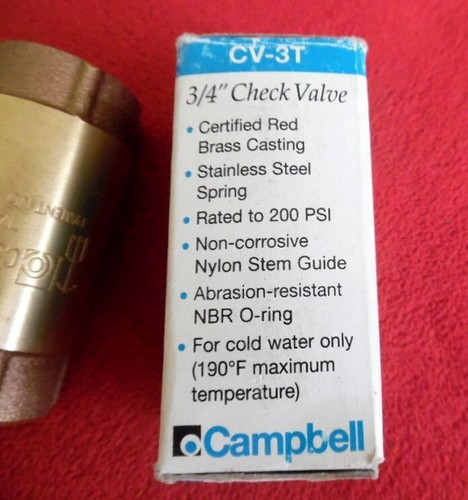 CV-3T
3/4" Check Valve
• Certified Red
Brass Casting
• Stainless Steel
Spring
• Rated to 200 PSI
• Non-corrosive
Nylon Stem Guide
• Abrasion-resistant
NBR O-ring
• For cold water only
(190°F maximum
temperature)
Campbell